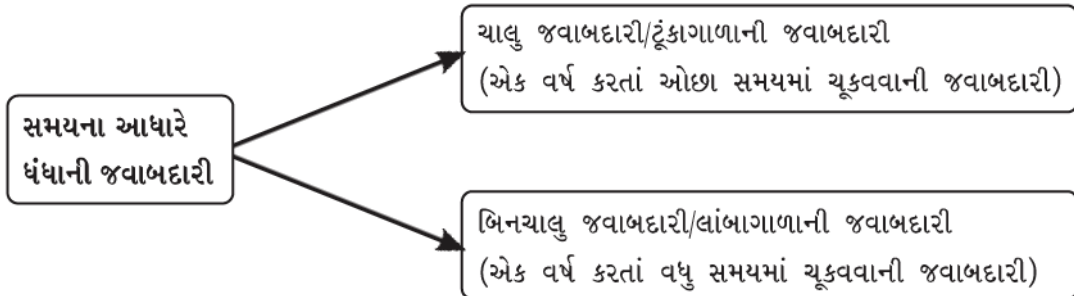 ચાલુ જવાબદારી/ટૂંકાગાળાની જવાબદારી
(એક વર્ષ કરતાં ઓછા સમયમાં ચૂકવવાની જવાબદારી)
સમયના આધારે
ધંધાની જવાબદારી
બિનચાલુ જવાબદારી/લાંબાગાળાની જવાબદારી
(એક વર્ષ કરતાં વધુ સમયમાં ચૂકવવાની જવાબદારી)